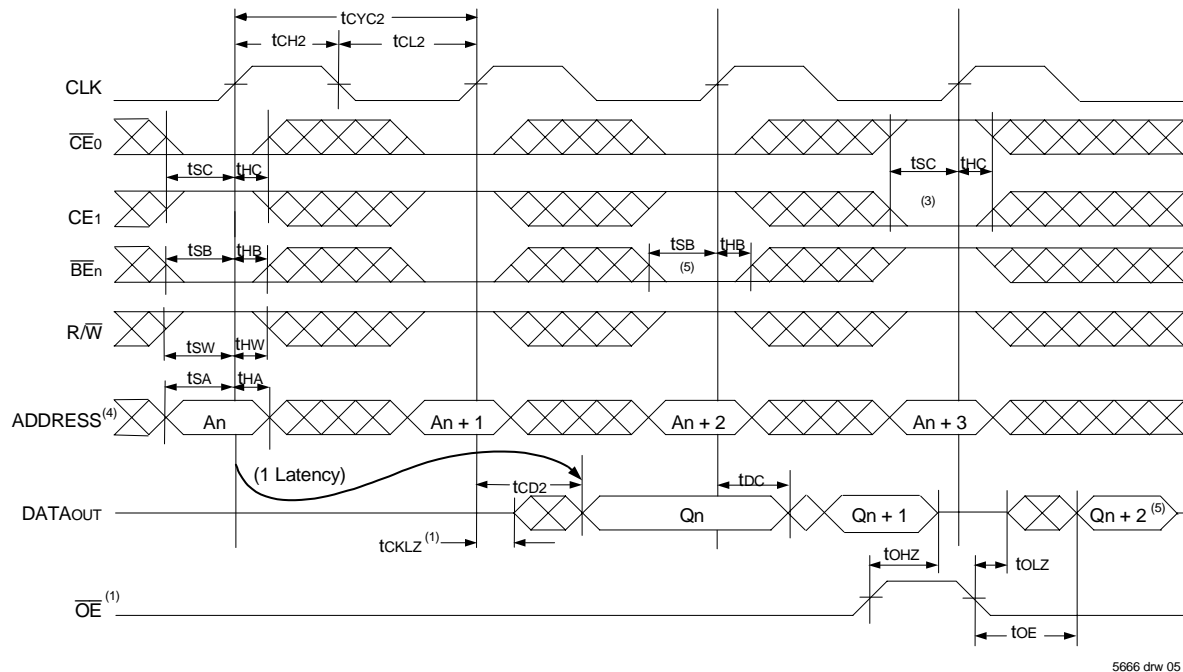 tCYC2
tCH2 tCL2
CLK
CE0
tSC tHC tSC tHC
CE1 (3)
tSB tHB tSB tHB
BEn (5)
R/W
tSW tHW
tSA tHA
ADDRESS(4) An An + 1 An + 2 An + 3
(1 Latency) tCD2 tDC
DATAOUT Qn Qn + 1 Qn + 2 (5)
tCKLZ (1)
tOHZ tOLZ
OE (1)
tOE
5666 drw 05